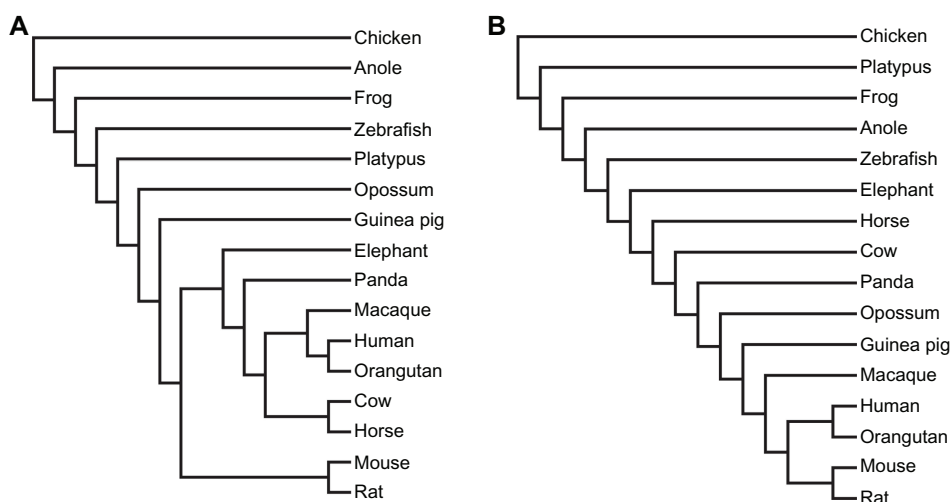 A
Chicken
Anole
Frog
Zebrafish
Platypus
Opossum
Guinea pig
Elephant
Panda
Macaque
Human
Orangutan
Cow
Horse
Mouse
Rat
B
Chicken
Platypus
Frog
Anole
Zebrafish
Elephant
Horse
Cow
Panda
Opossum
Guinea pig
Macaque
Human
Orangutan
Mouse
Rat